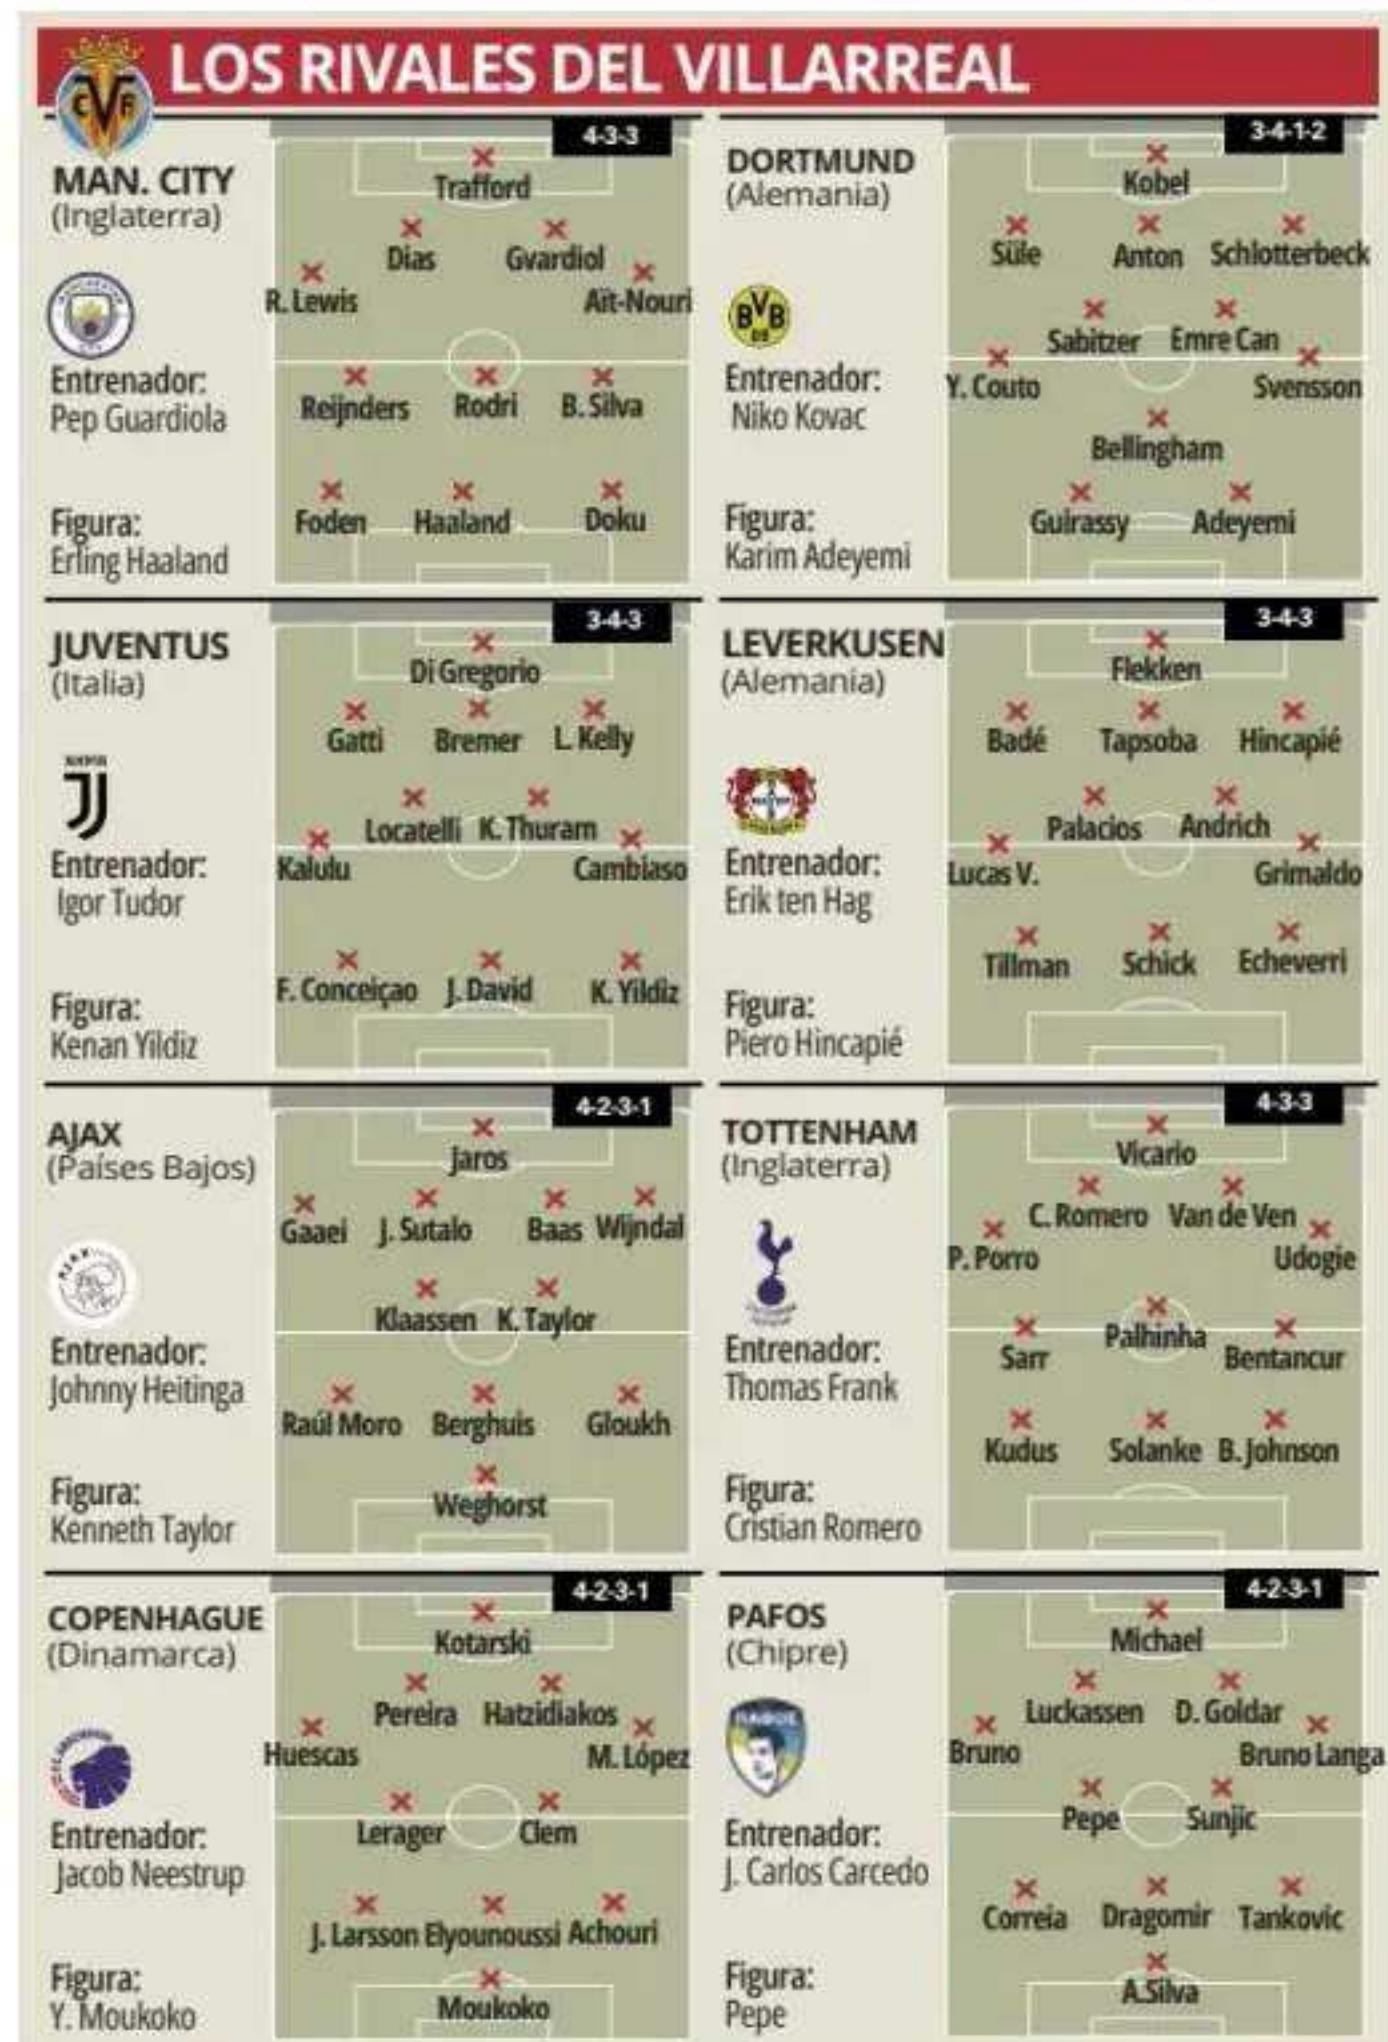 LOS RIVALES DEL VILLARREAL
MAN. CITY
(Inglaterra)
Entrenador:
Pep Guardiola
Figura:
Erling Haaland
4-3-3
Trafford
Dias Gvardiol
R. Lewis Aït-Nouri
Reijnders Rodri B. Silva
Foden Haaland Doku
DORTMUND
(Alemania)
BVB
09
Entrenador:
Niko Kovac
Figura:
Karim Adeyemi
3-4-1-2
Kobel
Süle Anton Schlotterbeck
Sabitzer Emre Can
Y. Couto Svensson
Bellingham
Guirassy Adeyemi
JUVENTUS
(Italia)
Entrenador:
Igor Tudor
Figura:
Kenan Yildiz
3-4-3
Di Gregorio
Gatti Bremer L. Kelly
Locatelli K. Thuram
Kalulu Cambiaso
F. Conceiçao J. David K. Yildiz
LEVERKUSEN
(Alemania)
Entrenador:
Erik ten Hag
Figura:
Piero Hincapié
3-4-3
Flekken
Badé Tapsoba Hincapié
Palacios Andrich
Lucas V. Grimaldo
Tillman Schick Echeverri
AJAX
(Países Bajos)
AJAX
Entrenador:
Johnny Heitinga
Figura:
Kenneth Taylor
4-2-3-1
Jaros
Gaaei J. Sutalo Baas Wijndal
Klaassen K. Taylor
Raúl Moro Berghuis Gloukh
Weghorst
TOTTENHAM
(Inglaterra)
Entrenador:
Thomas Frank
Figura:
Cristian Romero
4-3-3
Vicario
C. Romero Van de Ven
P. Porro Udogie
Sarr Palhinha Bentancur
Kudus Solanke B. Johnson
COPENHAGUE
(Dinamarca)
Entrenador:
Jacob Neestrup
Figura:
Y. Moukoko
4-2-3-1
Kotarski
Pereira Hatzidiakos
Huescas M. López
Lerager Clem
J. Larsson Elyounoussi Achouri
Moukoko
PAFOS
(Chipre)
Entrenador:
J. Carlos Carcedo
Figura:
Pepe
4-2-3-1
Michael
Luckassen D. Goldar
Bruno Bruno Langa
Pepe Sunjic
Correia Dragomir Tankovic
A.Silva